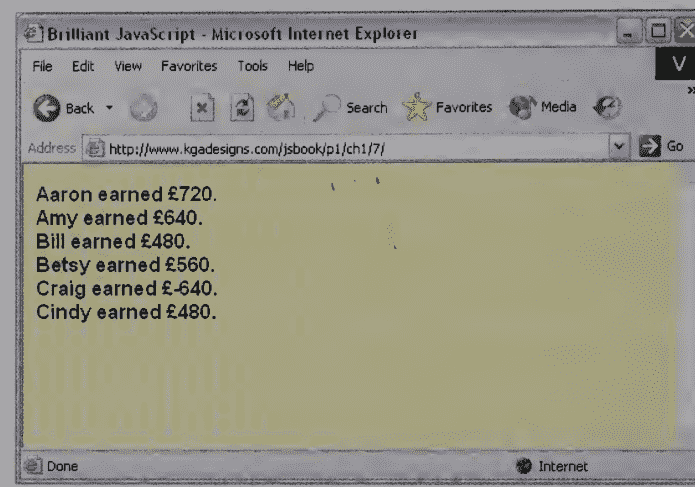 Brilliant JavaScript - Microsoft Internet Explorer
File Edit View Favorites Tools Help
Back Search Favorites Media
Address http://www.kgadesigns.com/jsbook/p1/ch1/7/ Go
Aaron earned £720.
Amy earned £640.
Bill earned £480.
Betsy earned £560.
Craig earned £-640.
Cindy earned £480.
Done Internet